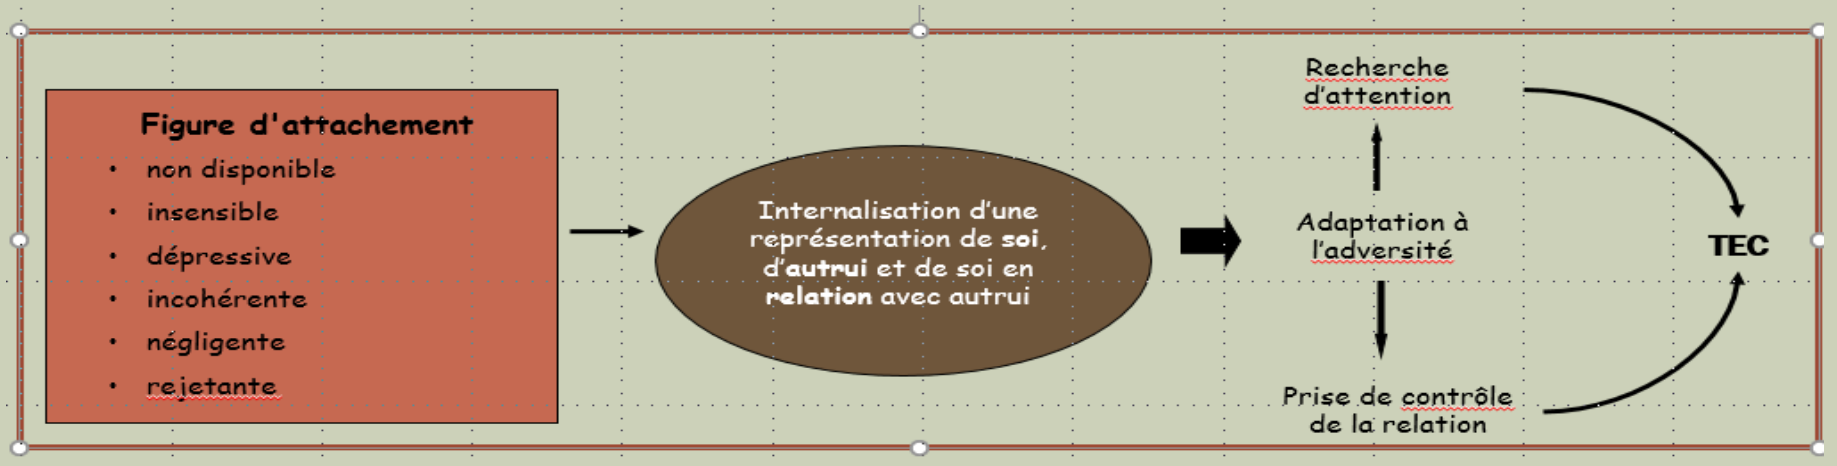 Figure d'attachement
• non disponible
• insensible
• dépressive
• incohérente
• négligente
• rejetante
Internalisation d’une
représentation de soi,
d’autrui et de soi en
relation avec autrui
Recherche
d’attention
Adaptation à
l’adversité
Prise de contrôle
de la relation
TEC